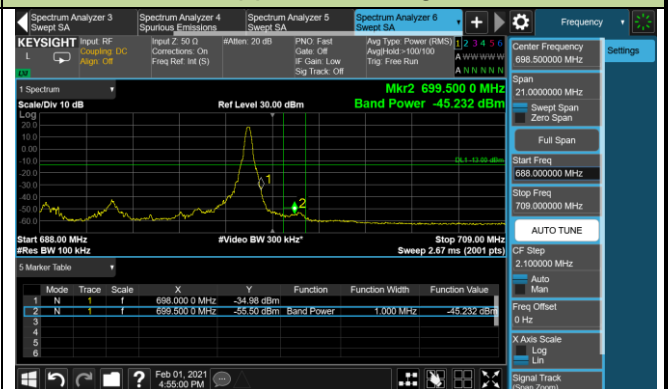 Spectrum Analyzer 3
Swept SA
Spectrum Analyzer 4
Spurious Emissions
Spectrum Analyzer 5
Swept SA
Spectrum Analyzer 6
Swept SA
Frequency
KEYSIGHT
L
Input: RF
Coupling: DC
Align: Off
Input Z: 50 Ω
Corrections: On
Freq Ref: Int (S)
#Atten: 20 dB
PNO: Fast
Gate: Off
IF Gain: Low
Sig Track: Off
Avg Type: Power (RMS)
Avg|Hold:>100/100
Trig: Free Run
1 2 3 4 5 6
A W W W W W
A N N N N N
1 Spectrum
Scale/Div 10 dB
Ref Level 30.00 dBm
Mkr2 699.500 0 MHz
Band Power -45.232 dBm
Log
20.0
10.0
0.00
-10.0
-20.0
-30.0
-40.0
-50.0
-60.0
DL1 -13.00 dBm
1
2
Start 688.00 MHz
#Res BW 100 kHz
#Video BW 300 kHz*
Stop 709.00 MHz
Sweep 2.67 ms (2001 pts)
5 Marker Table
Mode Trace Scale X Y Function Function Width Function Value
1 N 1 f 698.000 0 MHz -34.98 dBm
2 N 1 f 699.500 0 MHz -55.50 dBm Band Power 1.000 MHz -45.232 dBm
3
4
5
6
Feb 01, 2021
4:55:00 PM
Center Frequency
698.500000 MHz
Settings
Span
21.0000000 MHz
Swept Span
Zero Span
Full Span
Start Freq
688.000000 MHz
Stop Freq
709.000000 MHz
AUTO TUNE
CF Step
2.100000 MHz
Auto
Man
Freq Offset
0 Hz
X Axis Scale
Log
Lin
Signal Track
(Span Zoom)